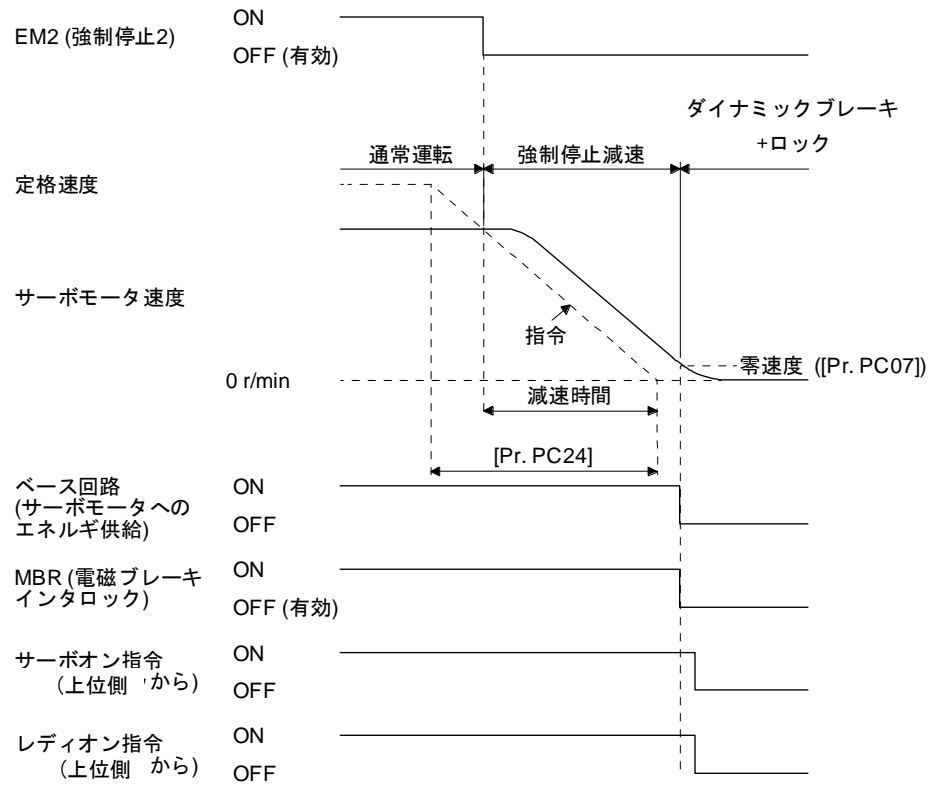 EM2 (強制停止2)
ON
OFF (有効)
ダイナミックブレーキ
+ロック
通常運転
強制停止減速
定格速度
サーボモータ速度
指令
零速度 ([Pr. PC07])
0 r/min
減速時間
[Pr. PC24]
ベース回路
(サーボモータへの
エネルギ供給)
ON
OFF
MBR (電磁ブレーキ
インタロック)
ON
OFF (有効)
サーボオン指令
(上位側 から)
ON
OFF
レディオン指令
(上位側 から)
ON
OFF